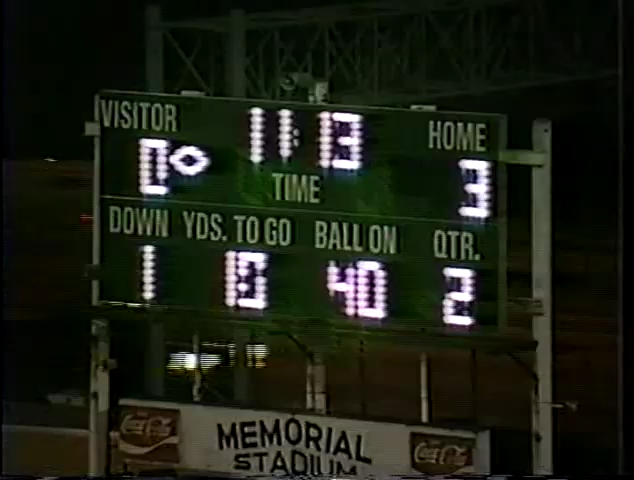 VISITOR 11:13 HOME
0 TIME 3
DOWN YDS. TO GO BALL ON QTR.
1 10 40 2
Coca-Cola MEMORIAL STADIUM Coca-Cola